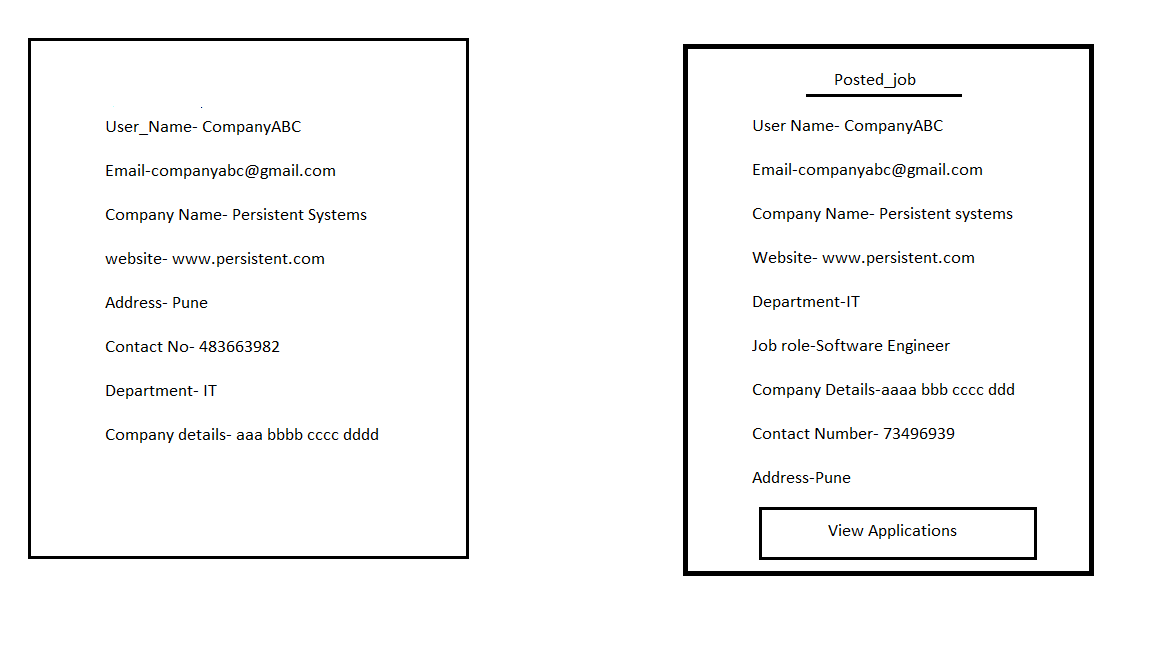 User_Name- CompanyABC
Email-companyabc@gmail.com
Company Name- Persistent Systems
website- www.persistent.com
Address- Pune
Contact No- 483663982
Department- IT
Company details- aaa bbbb cccc dddd
Posted_job
User Name- CompanyABC
Email-companyabc@gmail.com
Company Name- Persistent systems
Website- www.persistent.com
Department-IT
Job role-Software Engineer
Company Details-aaaa bbb cccc ddd
Contact Number- 73496939
Address-Pune
View Applications